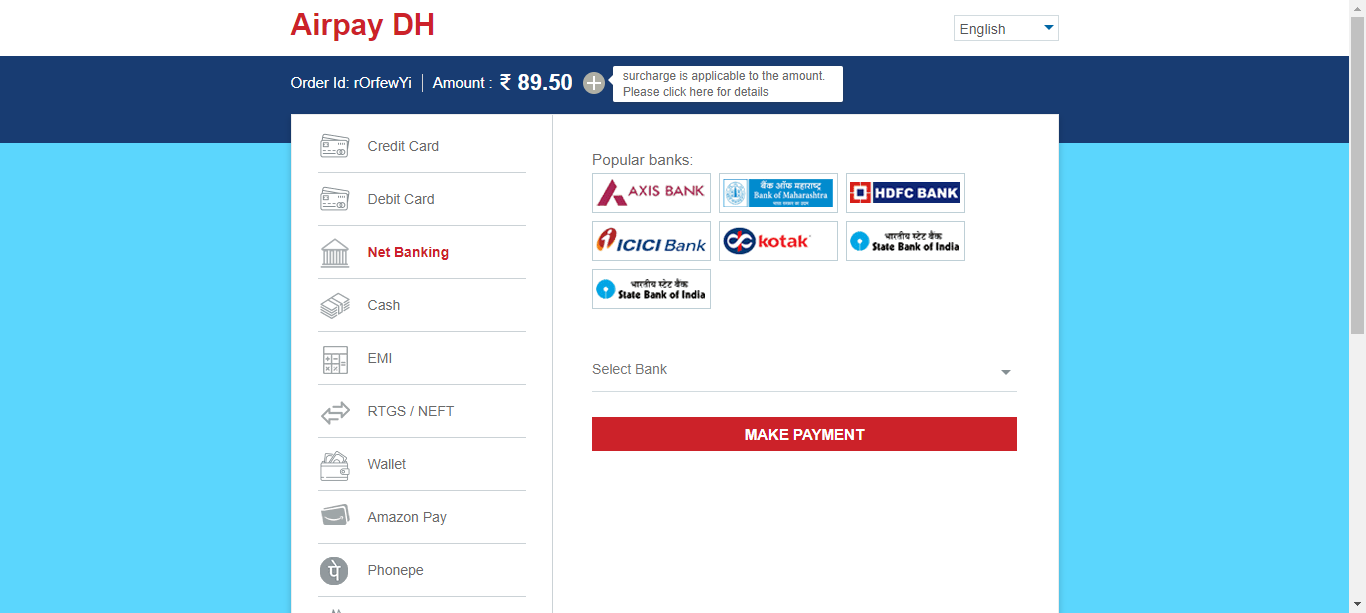 Airpay DH
English
Order Id: rOrfewYi | Amount : ₹ 89.50
surcharge is applicable to the amount.
Please click here for details
Credit Card
Debit Card
Net Banking
Cash
EMI
RTGS / NEFT
Wallet
Amazon Pay
Phonepe
Popular banks:
AXIS BANK
बैंक ऑफ महाराष्ट्र
Bank of Maharashtra
HDFC BANK
ICICI Bank
kotak
भारतीय स्टेट बैंक
State Bank of India
भारतीय स्टेट बैंक
State Bank of India
Select Bank
MAKE PAYMENT